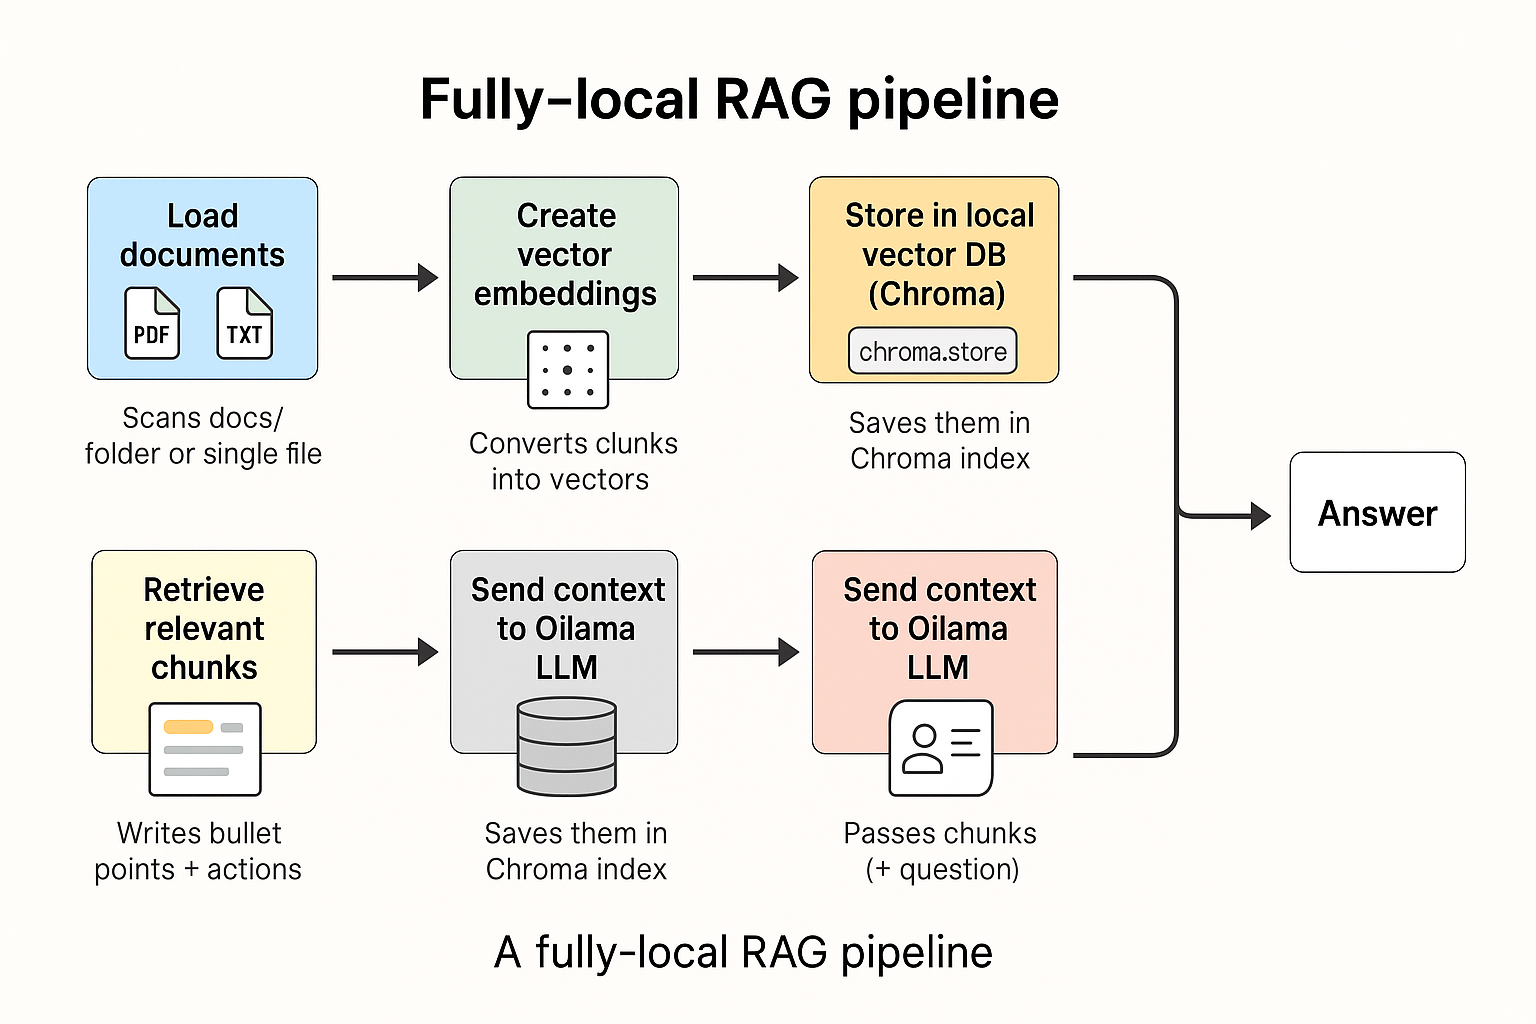 Fully-local RAG pipeline
Load
documents
PDF
TXT
Scans docs/
folder or single file
Create
vector
embeddings
Converts clunks
into vectors
Store in local
vector DB
(Chroma)
chroma.store
Saves them in
Chroma index
Answer
Retrieve
relevant
chunks
Writes bullet
points + actions
Send context
to Oilama
LLM
Saves them in
Chroma index
Send context
to Oilama
LLM
Passes chunks
(+ question)
A fully-local RAG pipeline